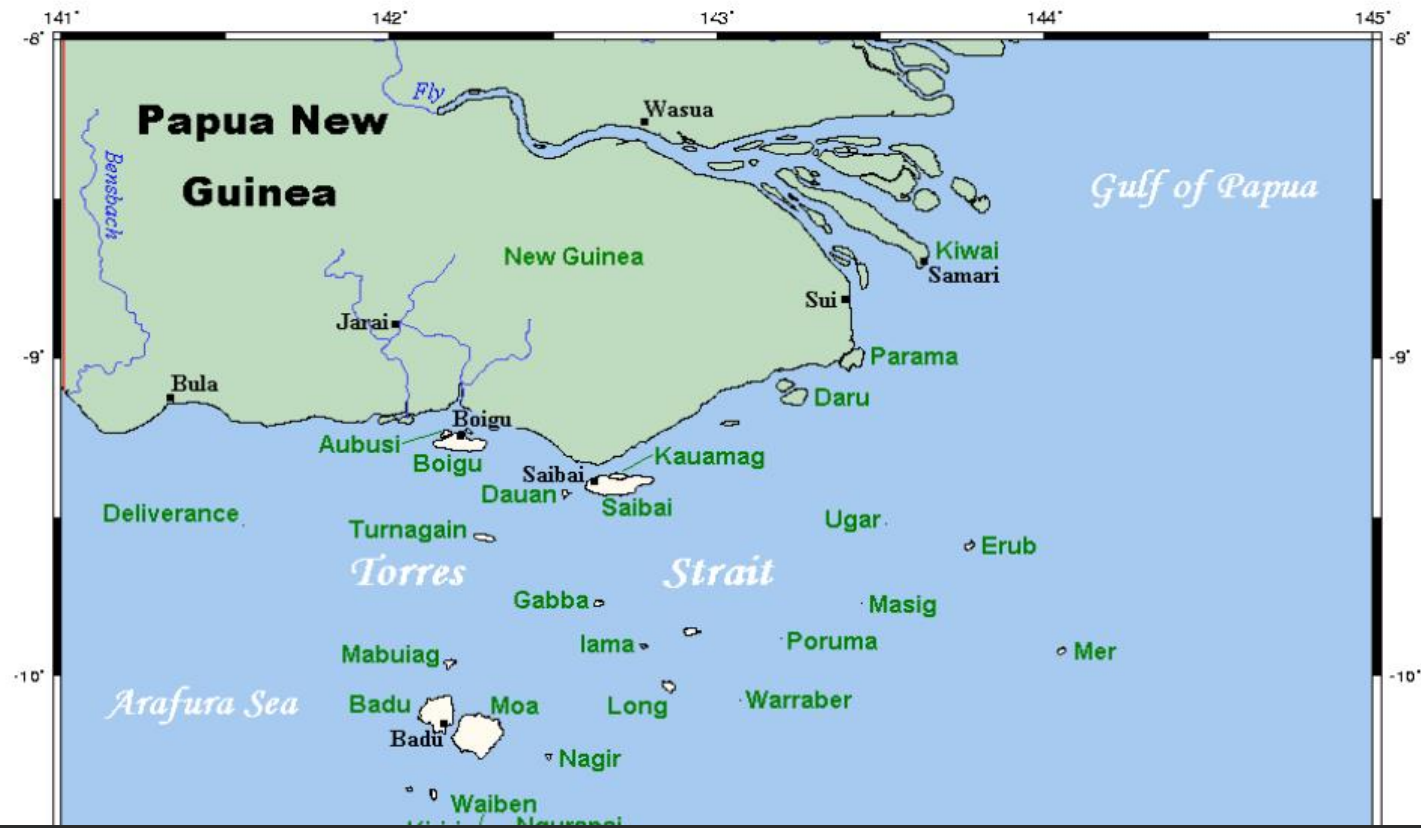 141°
142°
143°
144°
145°
-8°
-8°
Fly
Wasua
Papua New
Guinea
Bensbach
Gulf of Papua
New Guinea
Kiwai
Samari
Sui
Jarai
-9°
Parama
-9°
Bula
Daru
Boigu
Aubusi
Boigu
Kauamag
Saibai
Dauan
Saibai
Deliverance
Turnagain
Ugar
Erub
Torres Strait
Gabba
Masig
Iama
Poruma
Mabuiag
Mer
-10°
-10°
Arafura Sea
Badu
Moa
Long
Warraber
Badu
Nagir
Waiben